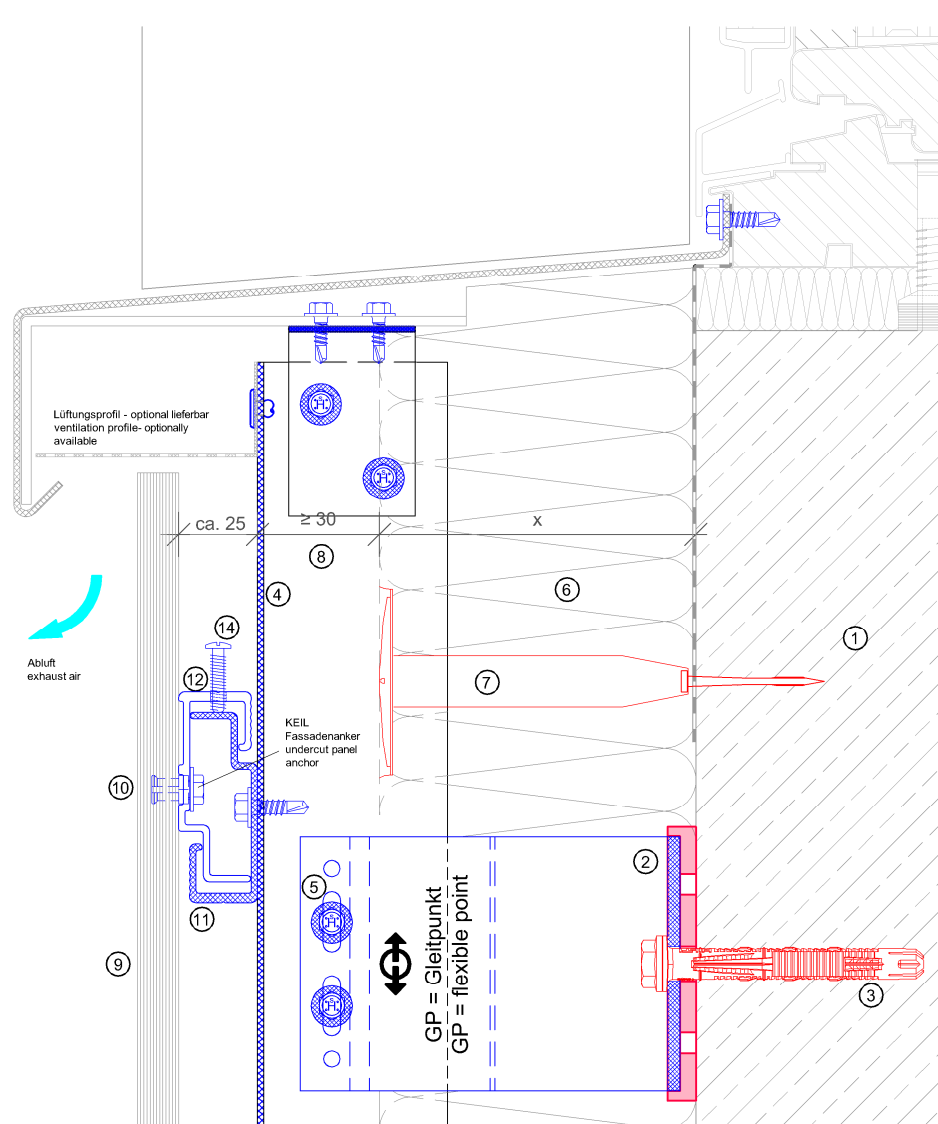 Lüftungsprofil - optional lieferbar
ventilation profile- optionally
available
ca. 25
≥ 30
x
8
4
6
1
14
Abluft
exhaust air
12
7
KEIL
Fassadenanker
undercut panel
anchor
10
2
5
11
GP = Gleitpunkt
GP = flexible point
9
3